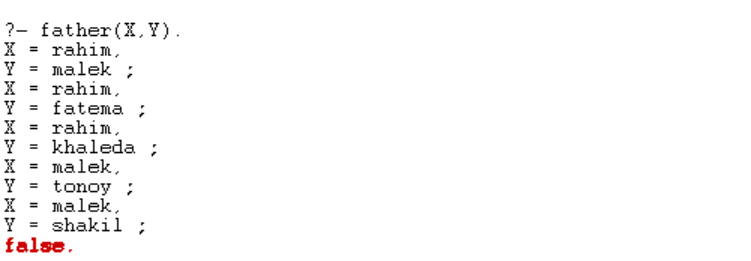 ?- father(X,Y).
X = rahim,
Y = malek ;
X = rahim,
Y = fatema ;
X = rahim,
Y = khaleda ;
X = malek,
Y = tonoy ;
X = malek,
Y = shakil ;
false.